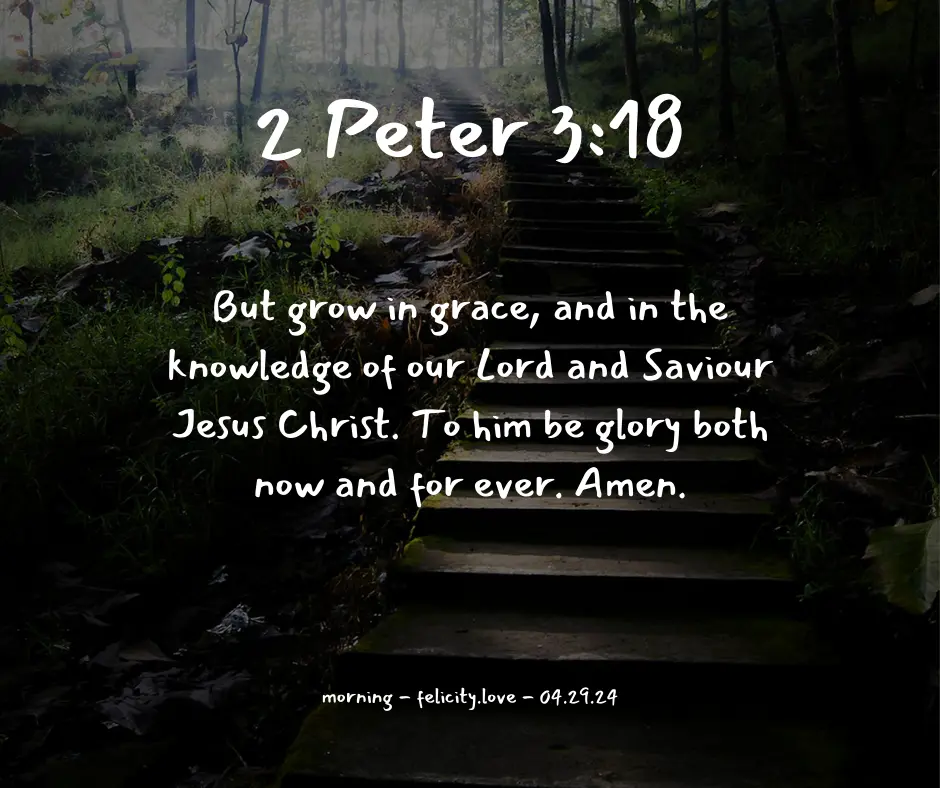 2 Peter 3:18
But grow in grace, and in the
knowledge of our Lord and Saviour
Jesus Christ. To him be glory both
now and for ever. Amen.
morning - felicity.love - 04.29.24